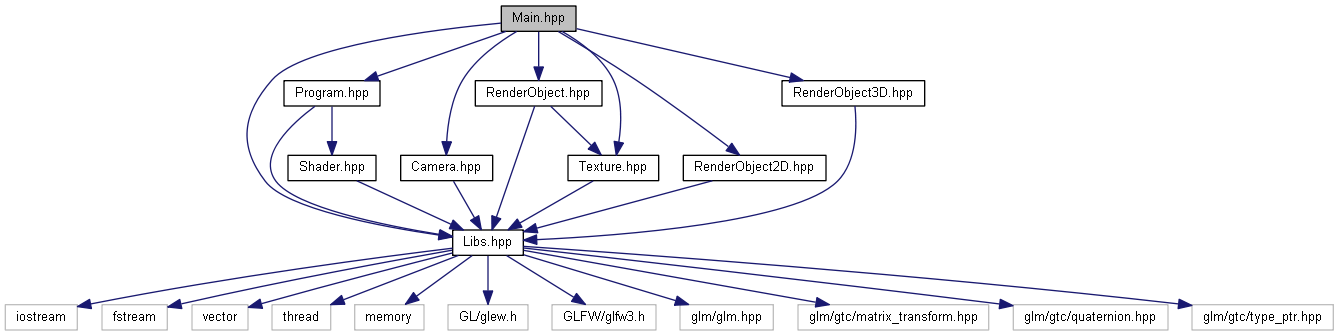 Main.hpp
Program.hpp
RenderObject.hpp
RenderObject3D.hpp
Shader.hpp
Camera.hpp
Texture.hpp
RenderObject2D.hpp
Libs.hpp
iostream
fstream
vector
thread
memory
GL/glew.h
GLFW/glfw3.h
glm/glm.hpp
glm/gtc/matrix_transform.hpp
glm/gtc/quaternion.hpp
glm/gtc/type_ptr.hpp